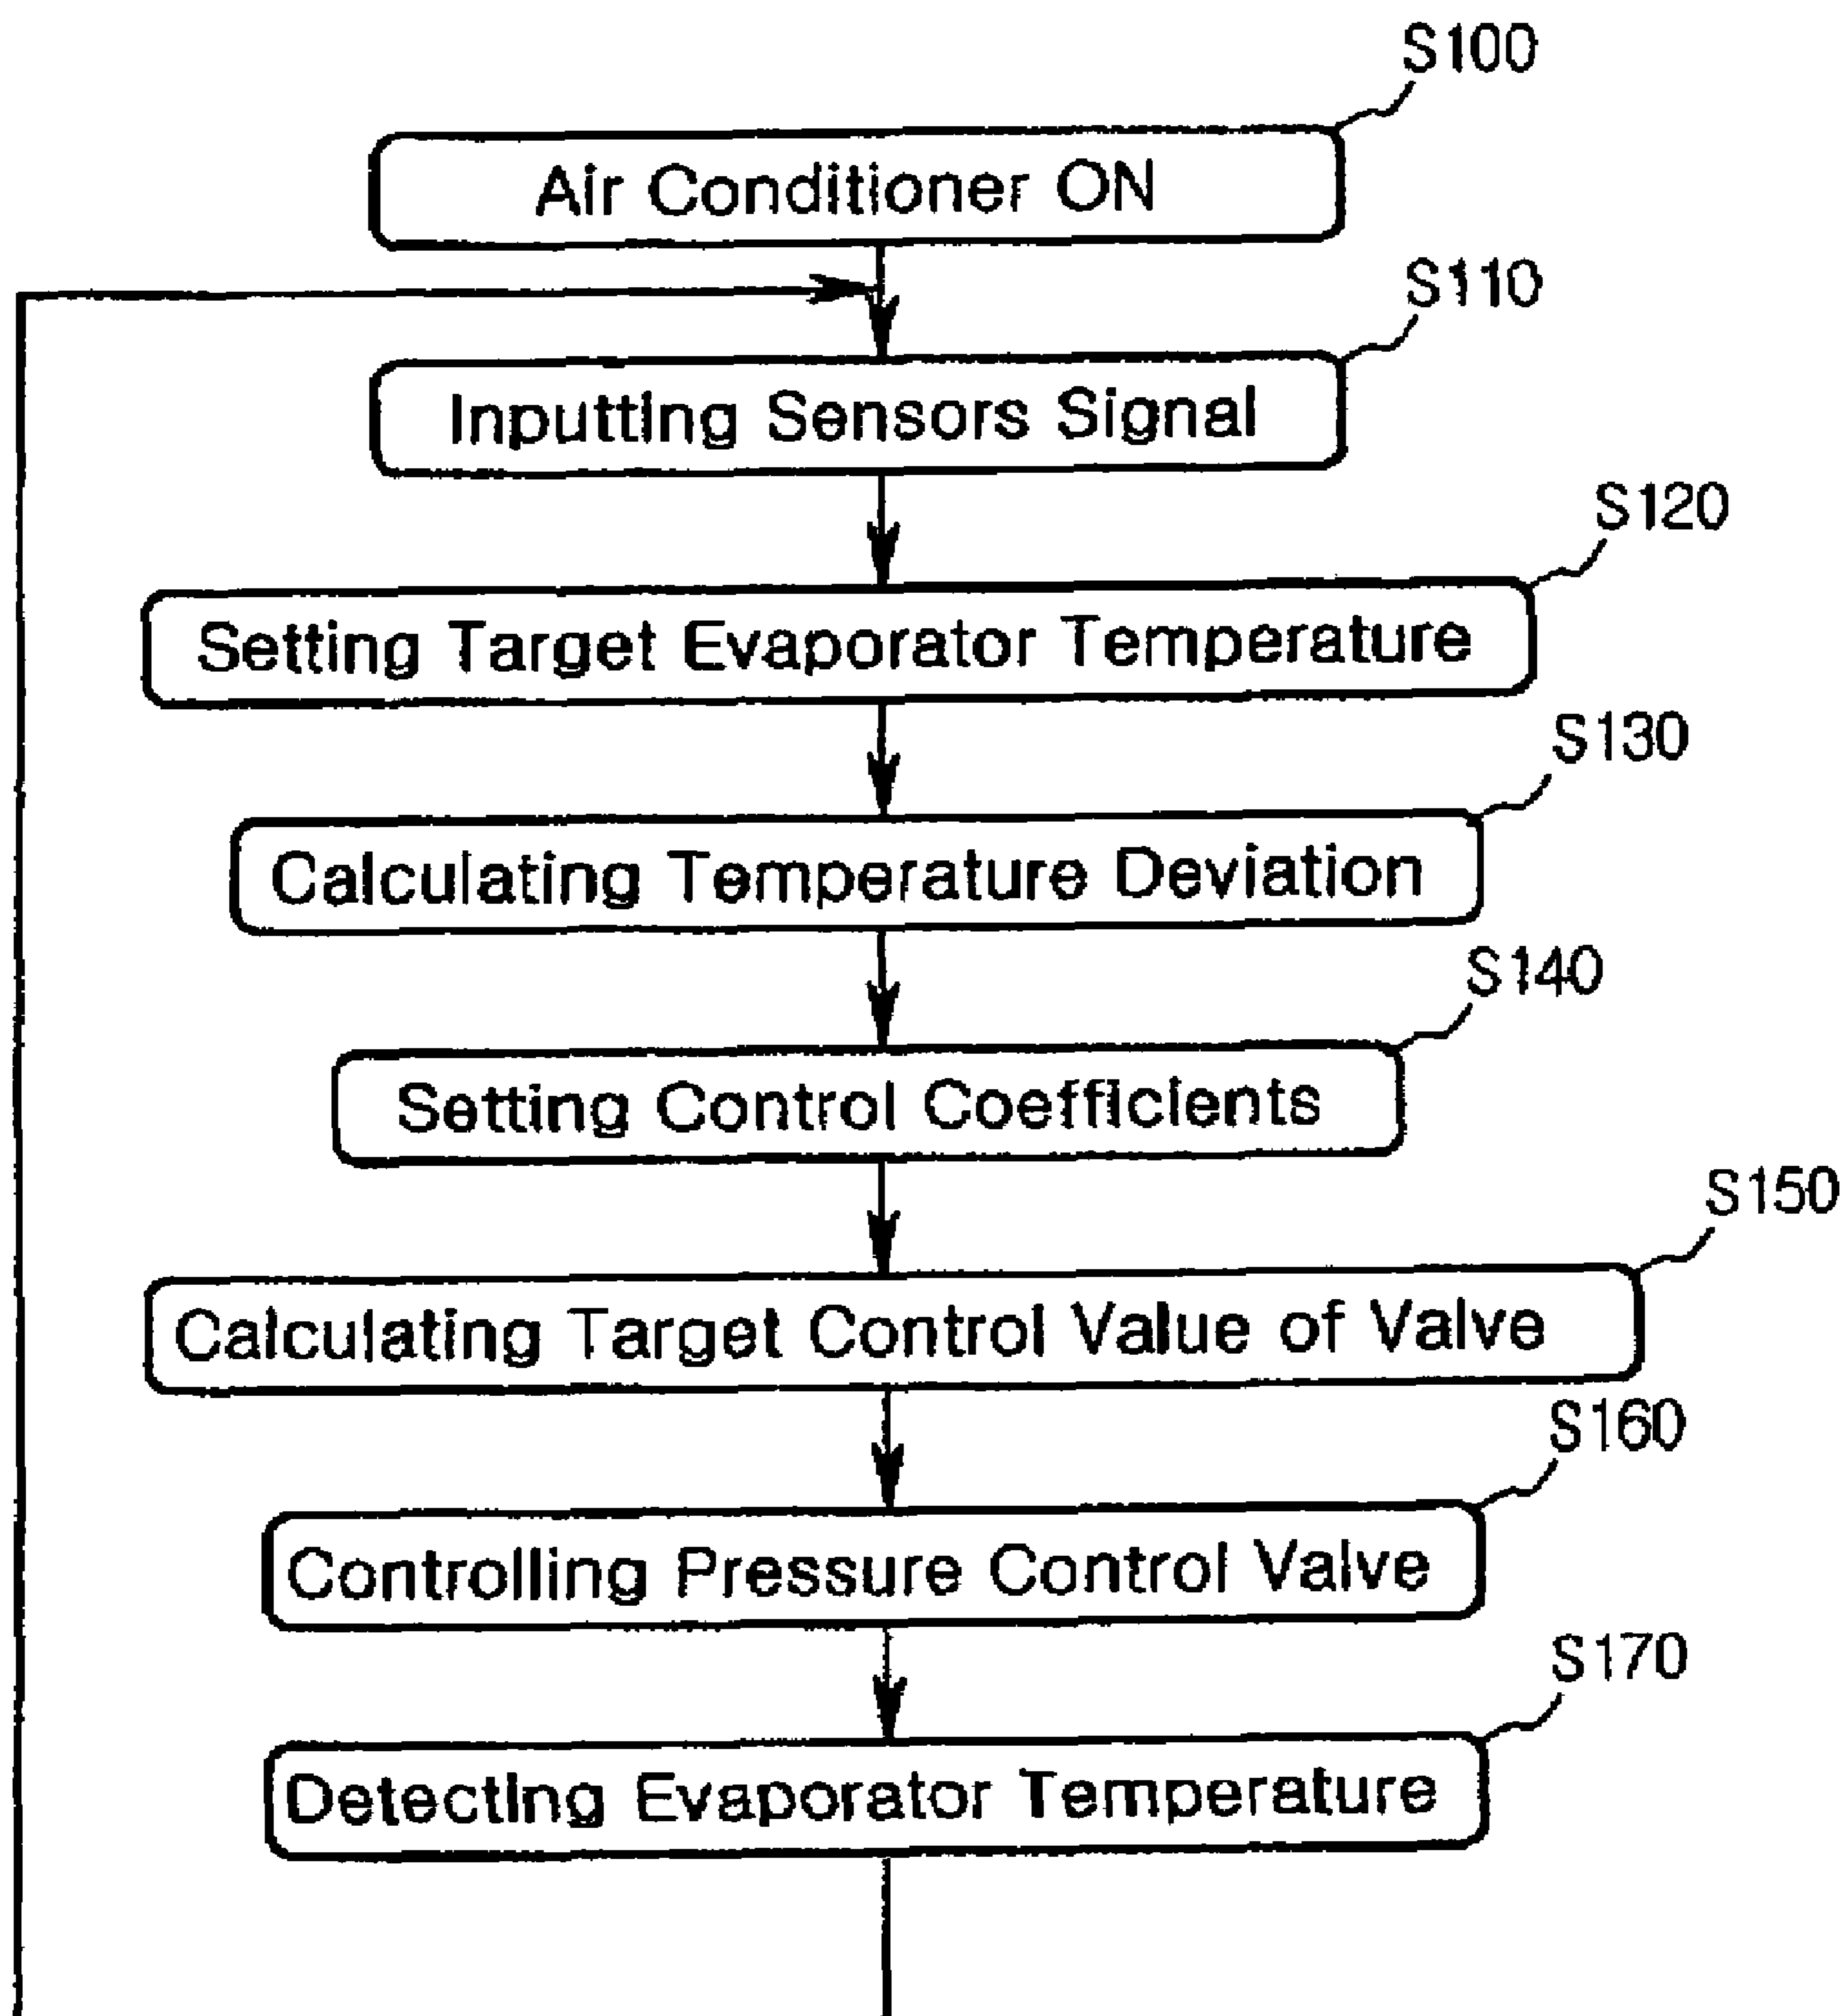 S100
Air Conditioner ON
S110
Inputting Sensors Signal
S120
Setting Target Evaporator Temperature
S130
Calculating Temperature Deviation
S140
Setting Control Coefficients
S150
Calculating Target Control Value of Valve
S160
Controlling Pressure Control Valve
S170
Detecting Evaporator Temperature